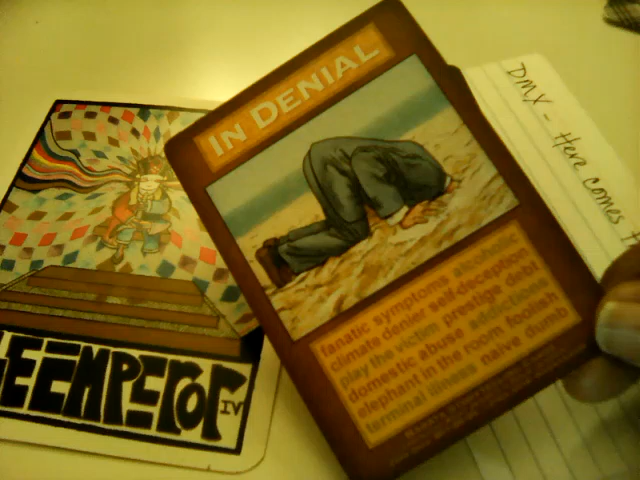 IN DENIAL
fanatic symptoms alcoholic
climate denier self-deception
play the victim prestige debt
domestic abuse addictions
elephant in the room foolish
terminal illness naive dumb
DMX - Here comes
EEmperor
IV